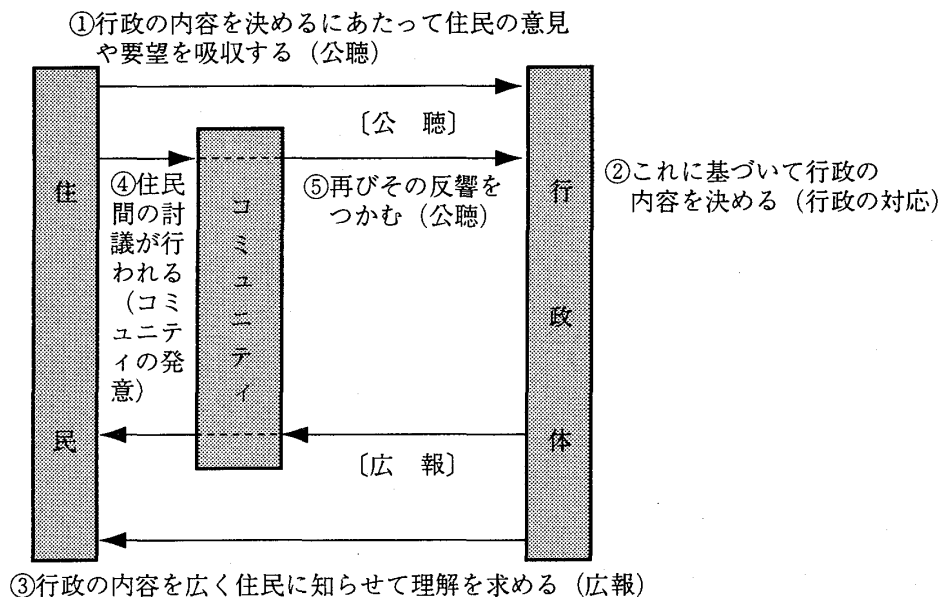 ①行政の内容を決めるにあたって住民の意見
や要望を吸収する（公聴）
〔公　聴〕
住民
④住民
間の討
議が行
われる
（コミ
ュニテ
ィの発
意）
コミュニティ
⑤再びその反響を
つかむ（公聴）
行政体
②これに基づいて行政の
内容を決める（行政の対応）
〔広　報〕
③行政の内容を広く住民に知らせて理解を求める（広報）